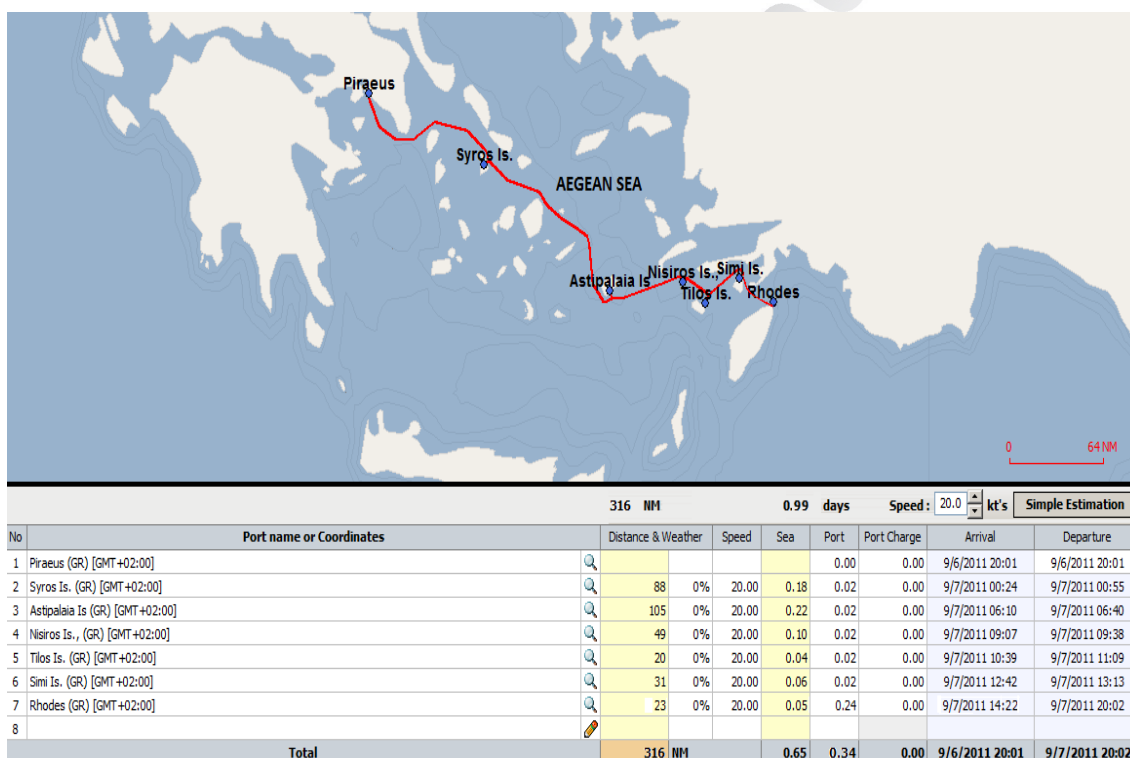 Piraeus
Syros Is.
AEGEAN SEA
Astipalaia Is
Nisiros Is.,
Simi Is.
Tilos Is.
Rhodes
0 64 NM
316 NM 0.99 days Speed : 20.0 kt's Simple Estimation
No Port name or Coordinates Distance & Weather Speed Sea Port Port Charge Arrival Departure
1 Piraeus (GR) [GMT+02:00] 0.00 0.00 9/6/2011 20:01 9/6/2011 20:01
2 Syros Is. (GR) [GMT+02:00] 88 0% 20.00 0.18 0.02 0.00 9/7/2011 00:24 9/7/2011 00:55
3 Astipalaia Is (GR) [GMT+02:00] 105 0% 20.00 0.22 0.02 0.00 9/7/2011 06:10 9/7/2011 06:40
4 Nisiros Is., (GR) [GMT+02:00] 49 0% 20.00 0.10 0.02 0.00 9/7/2011 09:07 9/7/2011 09:38
5 Tilos Is. (GR) [GMT+02:00] 20 0% 20.00 0.04 0.02 0.00 9/7/2011 10:39 9/7/2011 11:09
6 Simi Is. (GR) [GMT+02:00] 31 0% 20.00 0.06 0.02 0.00 9/7/2011 12:42 9/7/2011 13:13
7 Rhodes (GR) [GMT+02:00] 23 0% 20.00 0.05 0.24 0.00 9/7/2011 14:22 9/7/2011 20:02
8
Total 316 NM 0.65 0.34 0.00 9/6/2011 20:01 9/7/2011 20:02